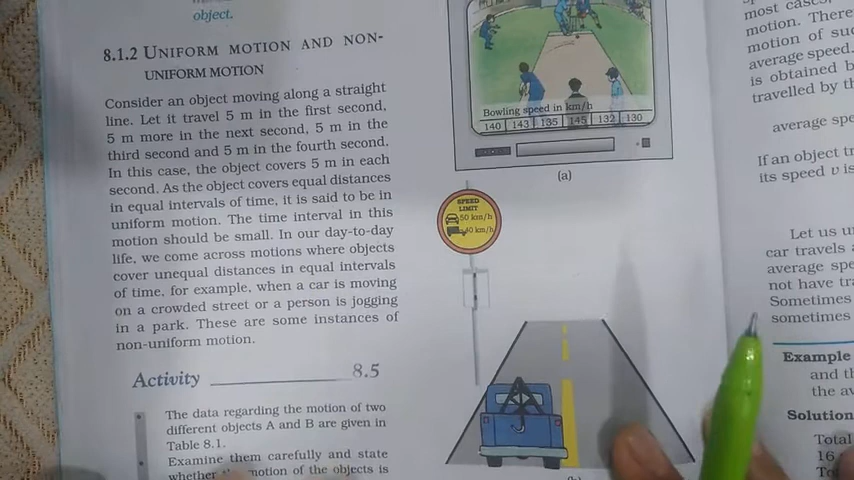 object.
8.1.2 UNIFORM MOTION AND NON-
UNIFORM MOTION
Consider an object moving along a straight
line. Let it travel 5 m in the first second,
5 m more in the next second, 5 m in the
third second and 5 m in the fourth second.
In this case, the object covers 5 m in each
second. As the object covers equal distances
in equal intervals of time, it is said to be in
uniform motion. The time interval in this
motion should be small. In our day-to-day
life, we come across motions where objects
cover unequal distances in equal intervals
of time, for example, when a car is moving
on a crowded street or a person is jogging
in a park. These are some instances of
non-uniform motion.
Activity 8.5
The data regarding the motion of two
different objects A and B are given in
Table 8.1.
Examine them carefully and state
whether motion of the objects is
Bowling speed in km/h
140 143 135 145 132 130
(a)
SPEED
LIMIT
50 km/h
40 km/h
most cases,
motion. There
motion of
average speed.
is obtained
travelled by
average
If an object
its speed v is
Let us
car travels
average
not have
Sometimes
sometimes
Example
and
the
Solution
Total
16